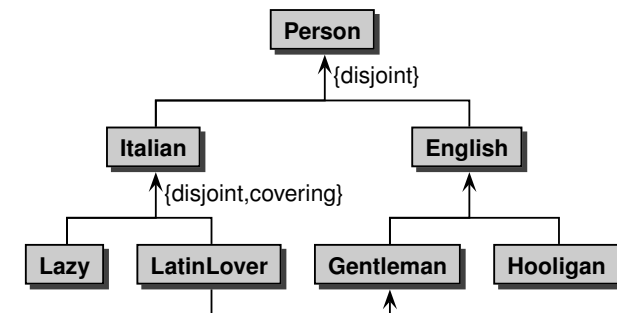 Person
{disjoint}
Italian
English
{disjoint,covering}
Lazy
LatinLover
Gentleman
Hooligan